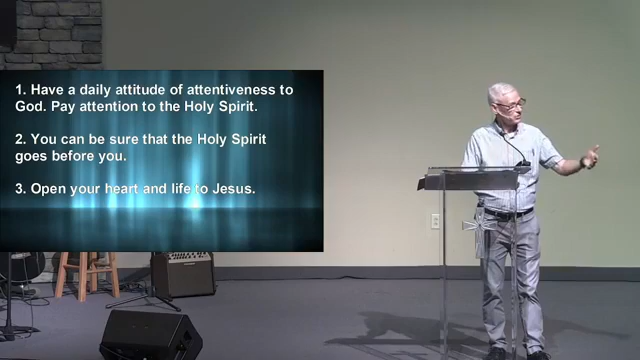 1. Have a daily attitude of attentiveness to
God. Pay attention to the Holy Spirit.
2. You can be sure that the Holy Spirit
goes before you.
3. Open your heart and life to Jesus.